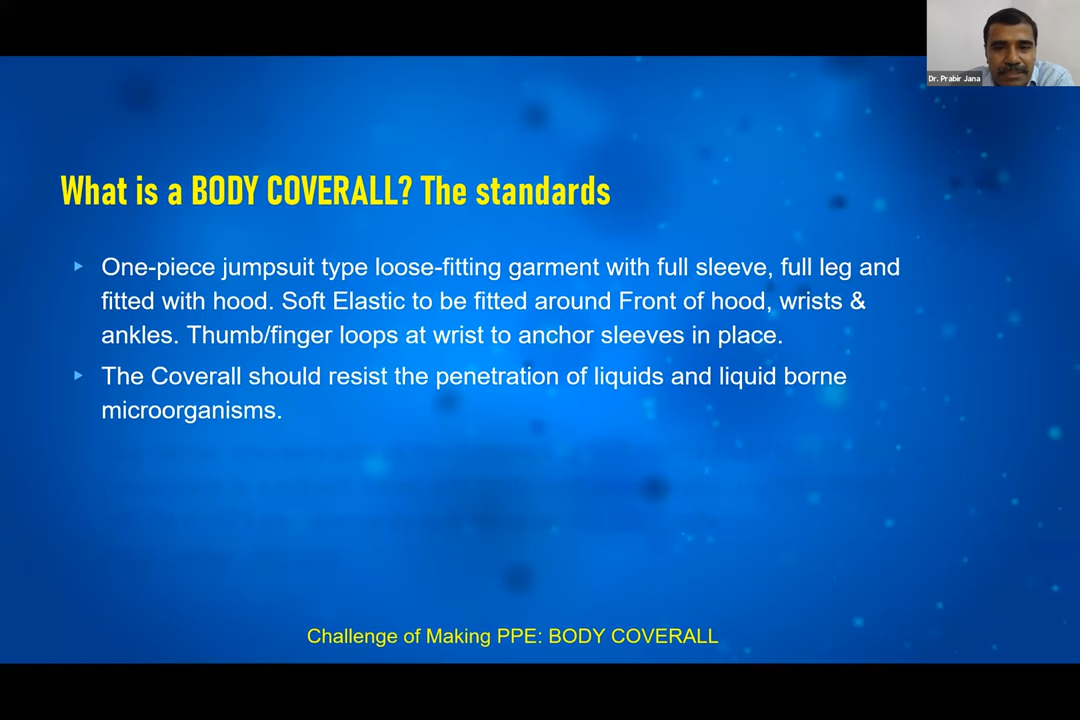 Dr. Prabir Jana
What is a BODY COVERALL? The standards
One-piece jumpsuit type loose-fitting garment with full sleeve, full leg and
fitted with hood. Soft Elastic to be fitted around Front of hood, wrists &
ankles. Thumb/finger loops at wrist to anchor sleeves in place.
The Coverall should resist the penetration of liquids and liquid borne
microorganisms.
Challenge of Making PPE: BODY COVERALL